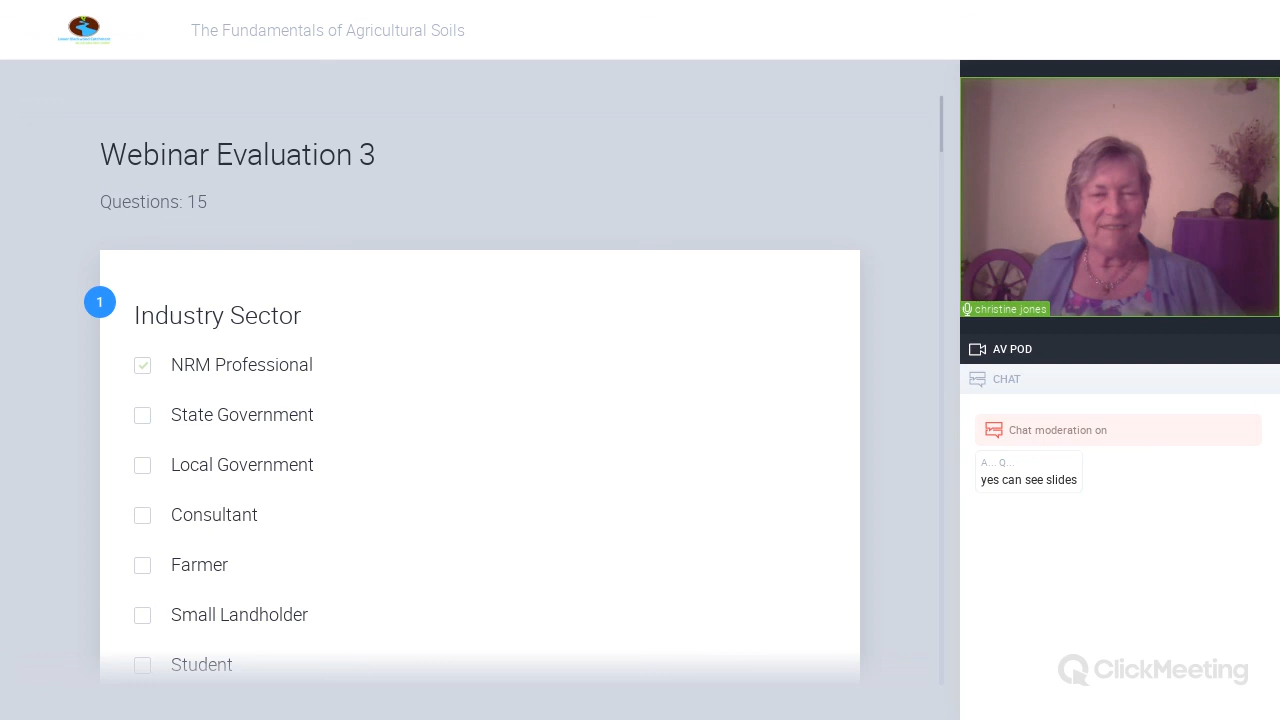 The Fundamentals of Agricultural Soils
Webinar Evaluation 3
Questions: 15
1
Industry Sector
NRM Professional
State Government
Local Government
Consultant
Farmer
Small Landholder
Student
christine jones
AV POD
CHAT
Chat moderation on
A... Q...
yes can see slides
ClickMeeting